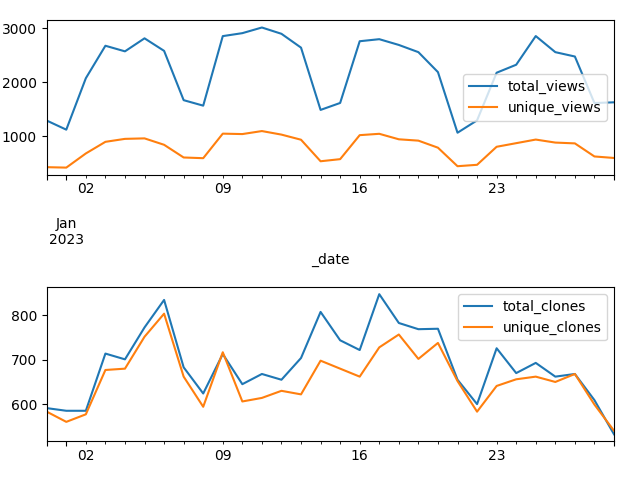 3000
2000
1000
total_views
unique_views
02 09 16 23
Jan
2023
_date
800
700
600
total_clones
unique_clones
02 09 16 23